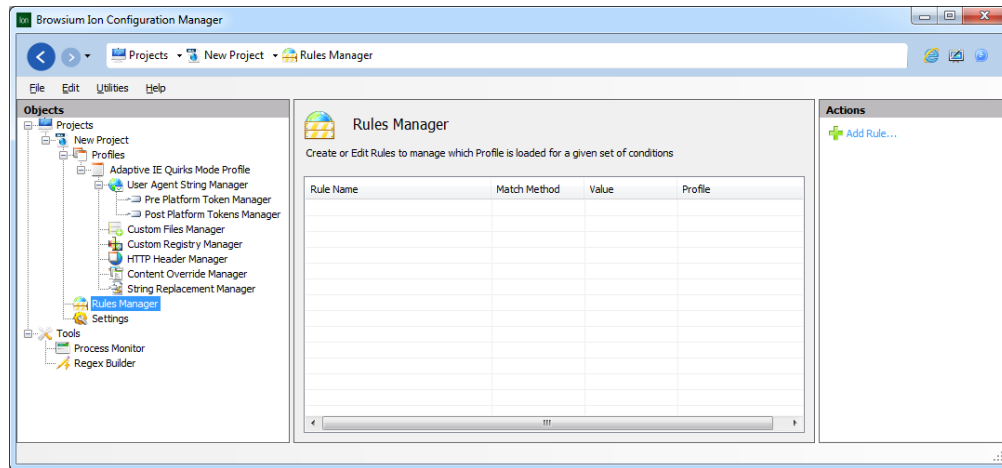 Ion Browsium Ion Configuration Manager
Projects New Project Rules Manager
File Edit Utilities Help
Objects
Projects
New Project
Profiles
Adaptive IE Quirks Mode Profile
User Agent String Manager
Pre Platform Token Manager
Post Platform Tokens Manager
Custom Files Manager
Custom Registry Manager
HTTP Header Manager
Content Override Manager
String Replacement Manager
Rules Manager
Settings
Tools
Process Monitor
Regex Builder
Rules Manager
Create or Edit Rules to manage which Profile is loaded for a given set of conditions
Rule Name Match Method Value Profile
Actions
Add Rule...